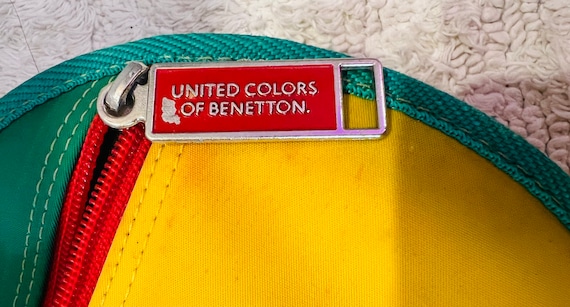 UNITED COLORS
OF BENETTON.